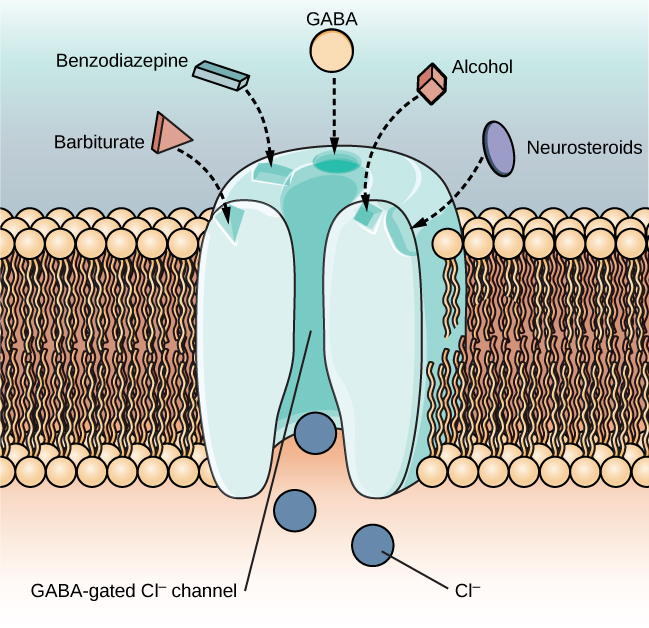 GABA
Benzodiazepine
Alcohol
Barbiturate
Neurosteroids
GABA-gated Cl⁻ channel
Cl⁻